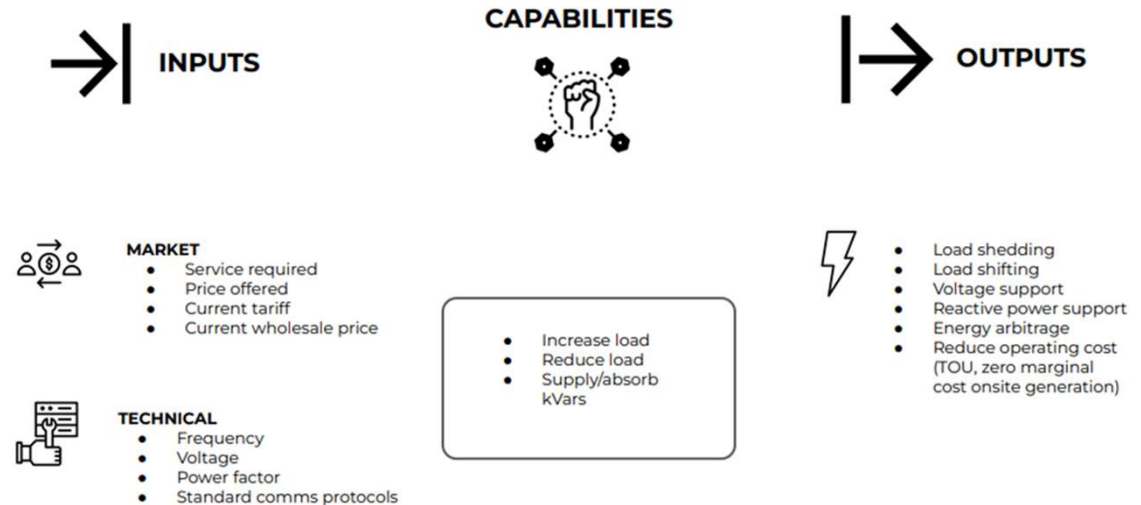 CAPABILITIES
INPUTS
OUTPUTS
MARKET
● Service required
● Price offered
● Current tariff
● Current wholesale price
TECHNICAL
● Frequency
● Voltage
● Power factor
● Standard comms protocols
● Increase load
● Reduce load
● Supply/absorb
kVars
● Load shedding
● Load shifting
● Voltage support
● Reactive power support
● Energy arbitrage
● Reduce operating cost
(TOU, zero marginal
cost onsite generation)